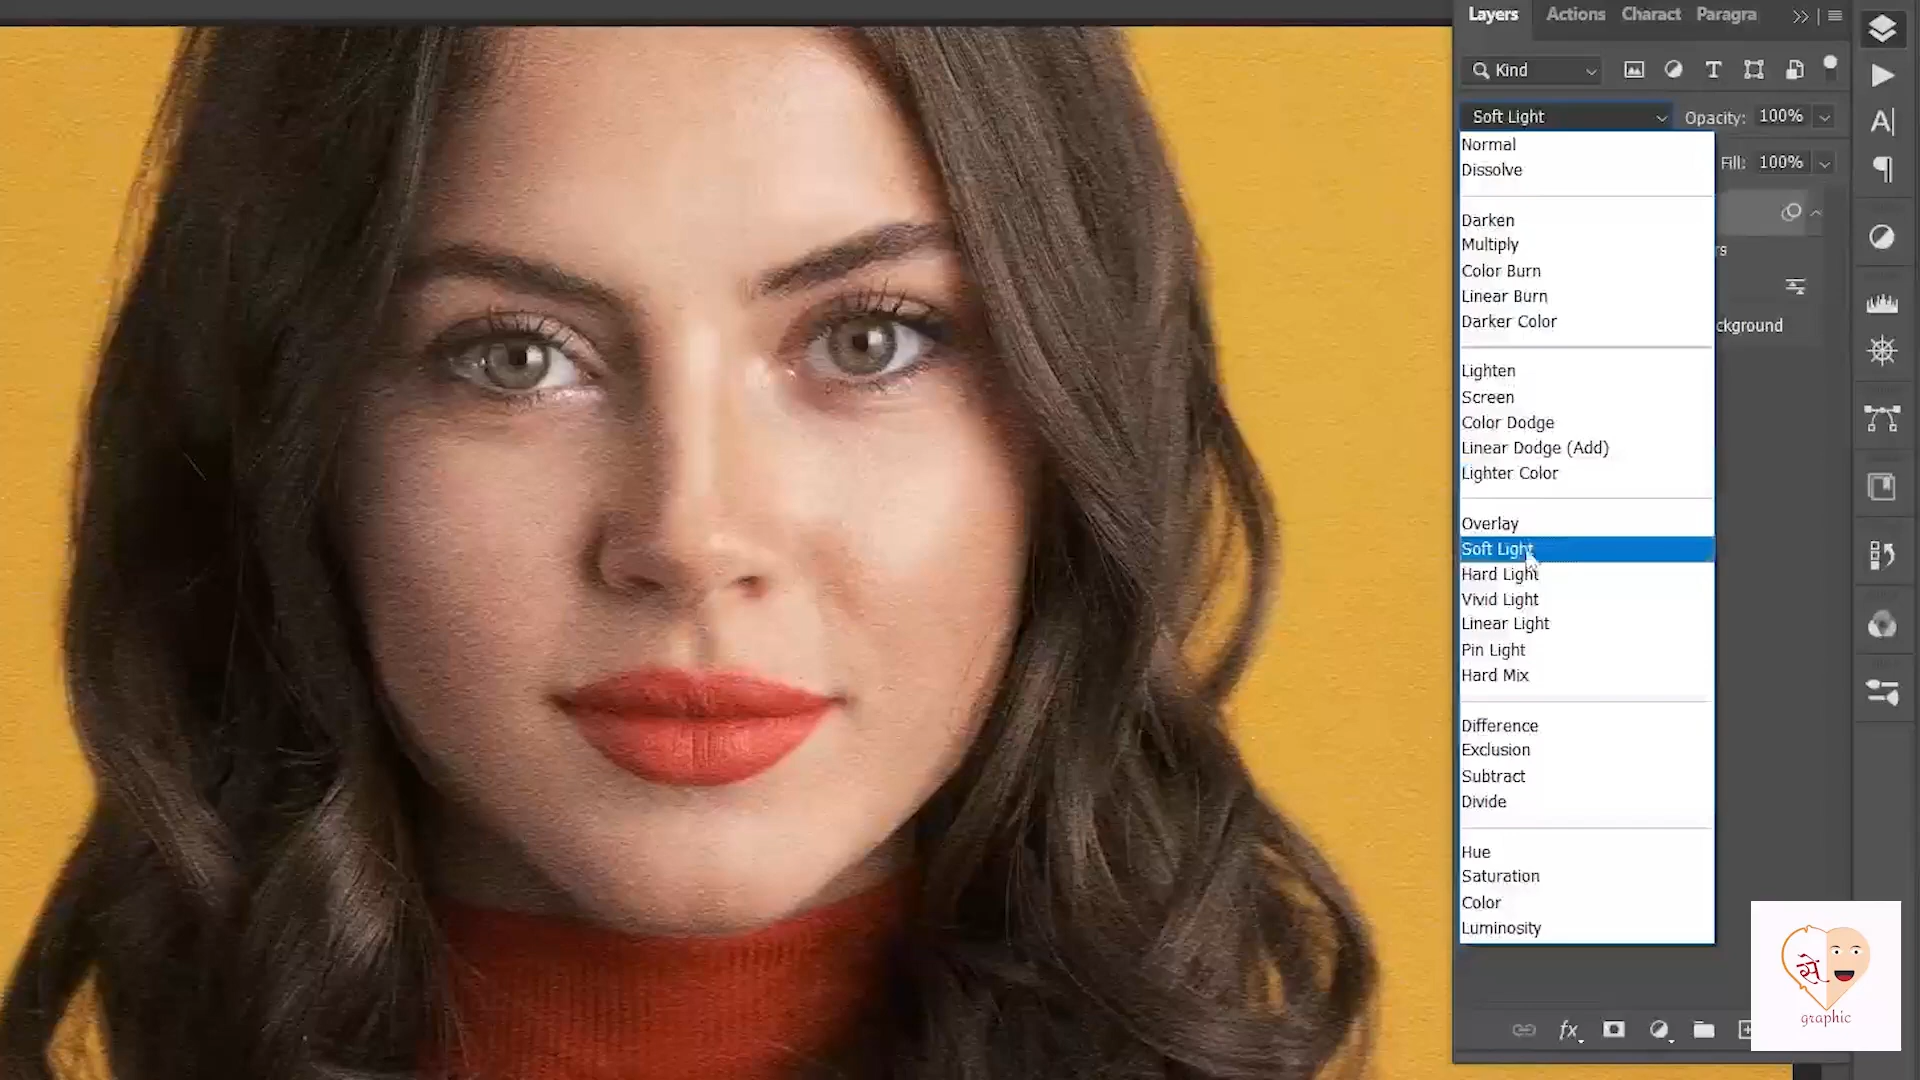 Layers Actions Charact Paragra
Kind
Soft Light Opacity: 100%
Normal
Dissolve
Fill: 100%
Darken
Multiply
Color Burn
Linear Burn
Darker Color
rs
ckground
Lighten
Screen
Color Dodge
Linear Dodge (Add)
Lighter Color
Overlay
Soft Light
Hard Light
Vivid Light
Linear Light
Pin Light
Hard Mix
Difference
Exclusion
Subtract
Divide
Hue
Saturation
Color
Luminosity
fx
से
graphic